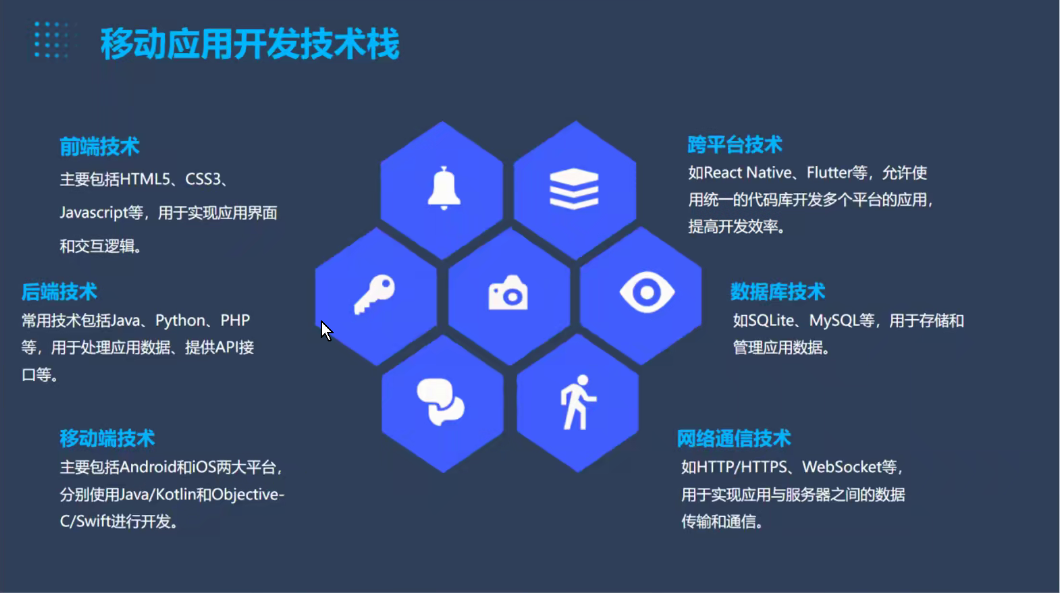 移动应用开发技术栈
前端技术
主要包括HTML5、CSS3、
Javascript等，用于实现应用界面
和交互逻辑。
后端技术
常用技术包括Java、Python、PHP
等，用于处理应用数据、提供API接
口等。
移动端技术
主要包括Android和iOS两大平台，
分别使用Java/Kotlin和Objective-
C/Swift进行开发。
跨平台技术
如React Native、Flutter等，允许使
用统一的代码库开发多个平台的应用，
提高开发效率。
数据库技术
如SQLite、MySQL等，用于存储和
管理应用数据。
网络通信技术
如HTTP/HTTPS、WebSocket等，
用于实现应用与服务器之间的数据
传输和通信。